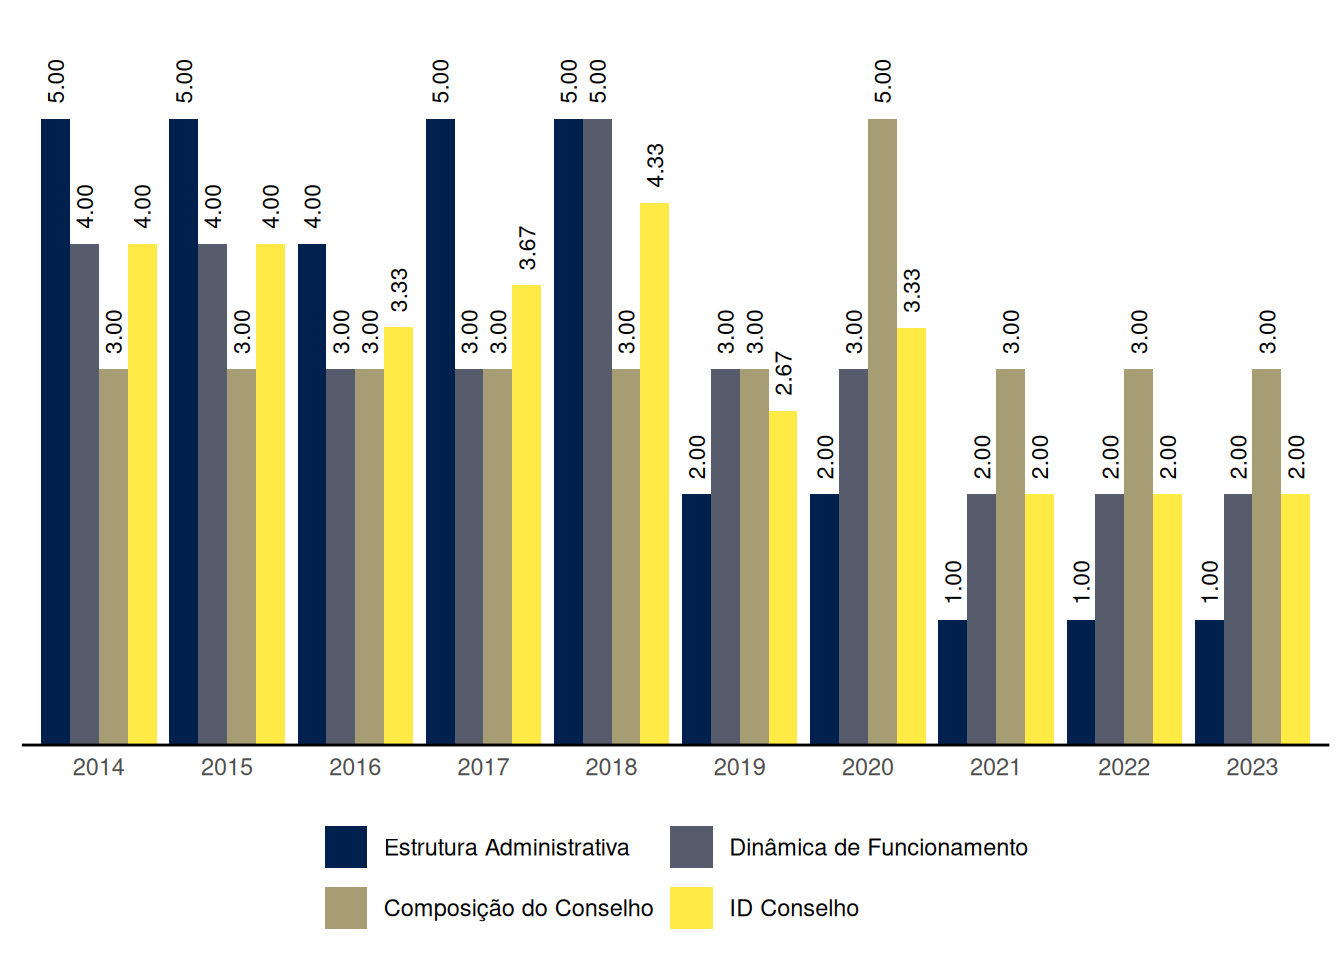 5.00 4.00 3.00 4.00
5.00 4.00 3.00 4.00
4.00 3.00 3.00 3.33
5.00 3.00 3.00 3.67
5.00 5.00 3.00 4.33
2.00 3.00 3.00 2.67
2.00 3.00 5.00 3.33
1.00 2.00 3.00 2.00
1.00 2.00 3.00 2.00
1.00 2.00 3.00 2.00
2014 2015 2016 2017 2018 2019 2020 2021 2022 2023
Estrutura Administrativa Dinâmica de Funcionamento
Composição do Conselho ID Conselho